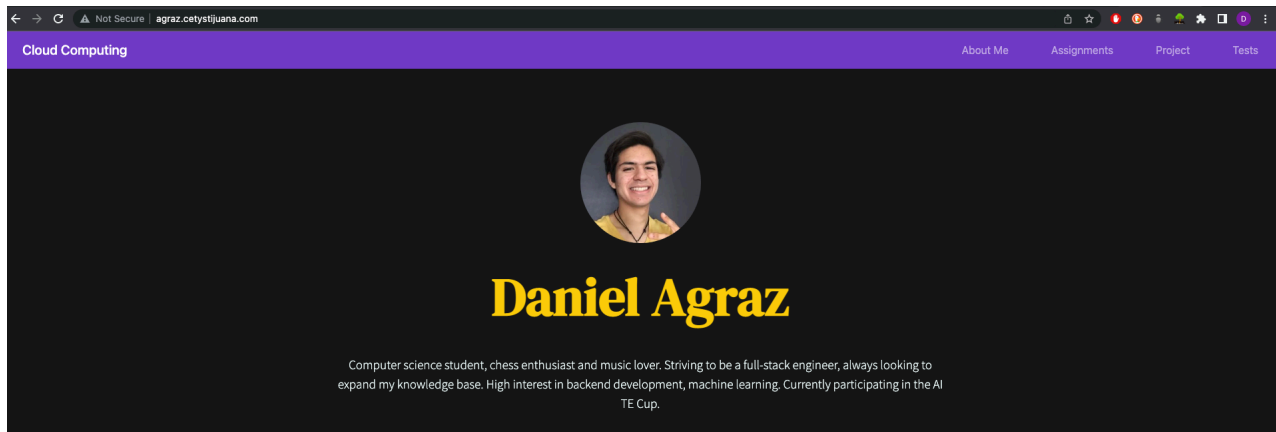 Not Secure | agraz.cetystijuana.com
Cloud Computing
About Me
Assignments
Project
Tests
Daniel Agraz
Computer science student, chess enthusiast and music lover. Striving to be a full-stack engineer, always looking to
expand my knowledge base. High interest in backend development, machine learning. Currently participating in the AI
TE Cup.